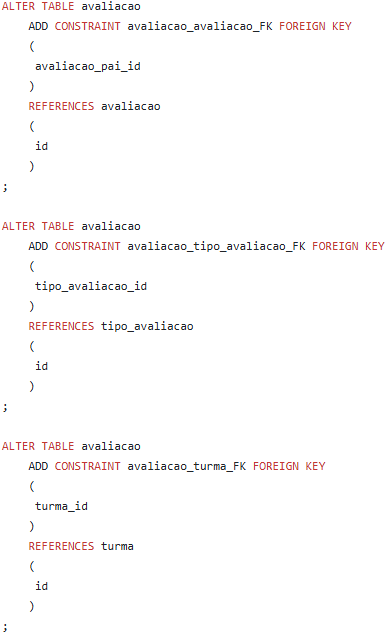 ALTER TABLE avaliacao
    ADD CONSTRAINT avaliacao_avaliacao_FK FOREIGN KEY
    (
     avaliacao_pai_id
    )
    REFERENCES avaliacao
    (
     id
    )
;

ALTER TABLE avaliacao
    ADD CONSTRAINT avaliacao_tipo_avaliacao_FK FOREIGN KEY
    (
     tipo_avaliacao_id
    )
    REFERENCES tipo_avaliacao
    (
     id
    )
;

ALTER TABLE avaliacao
    ADD CONSTRAINT avaliacao_turma_FK FOREIGN KEY
    (
     turma_id
    )
    REFERENCES turma
    (
     id
    )
;